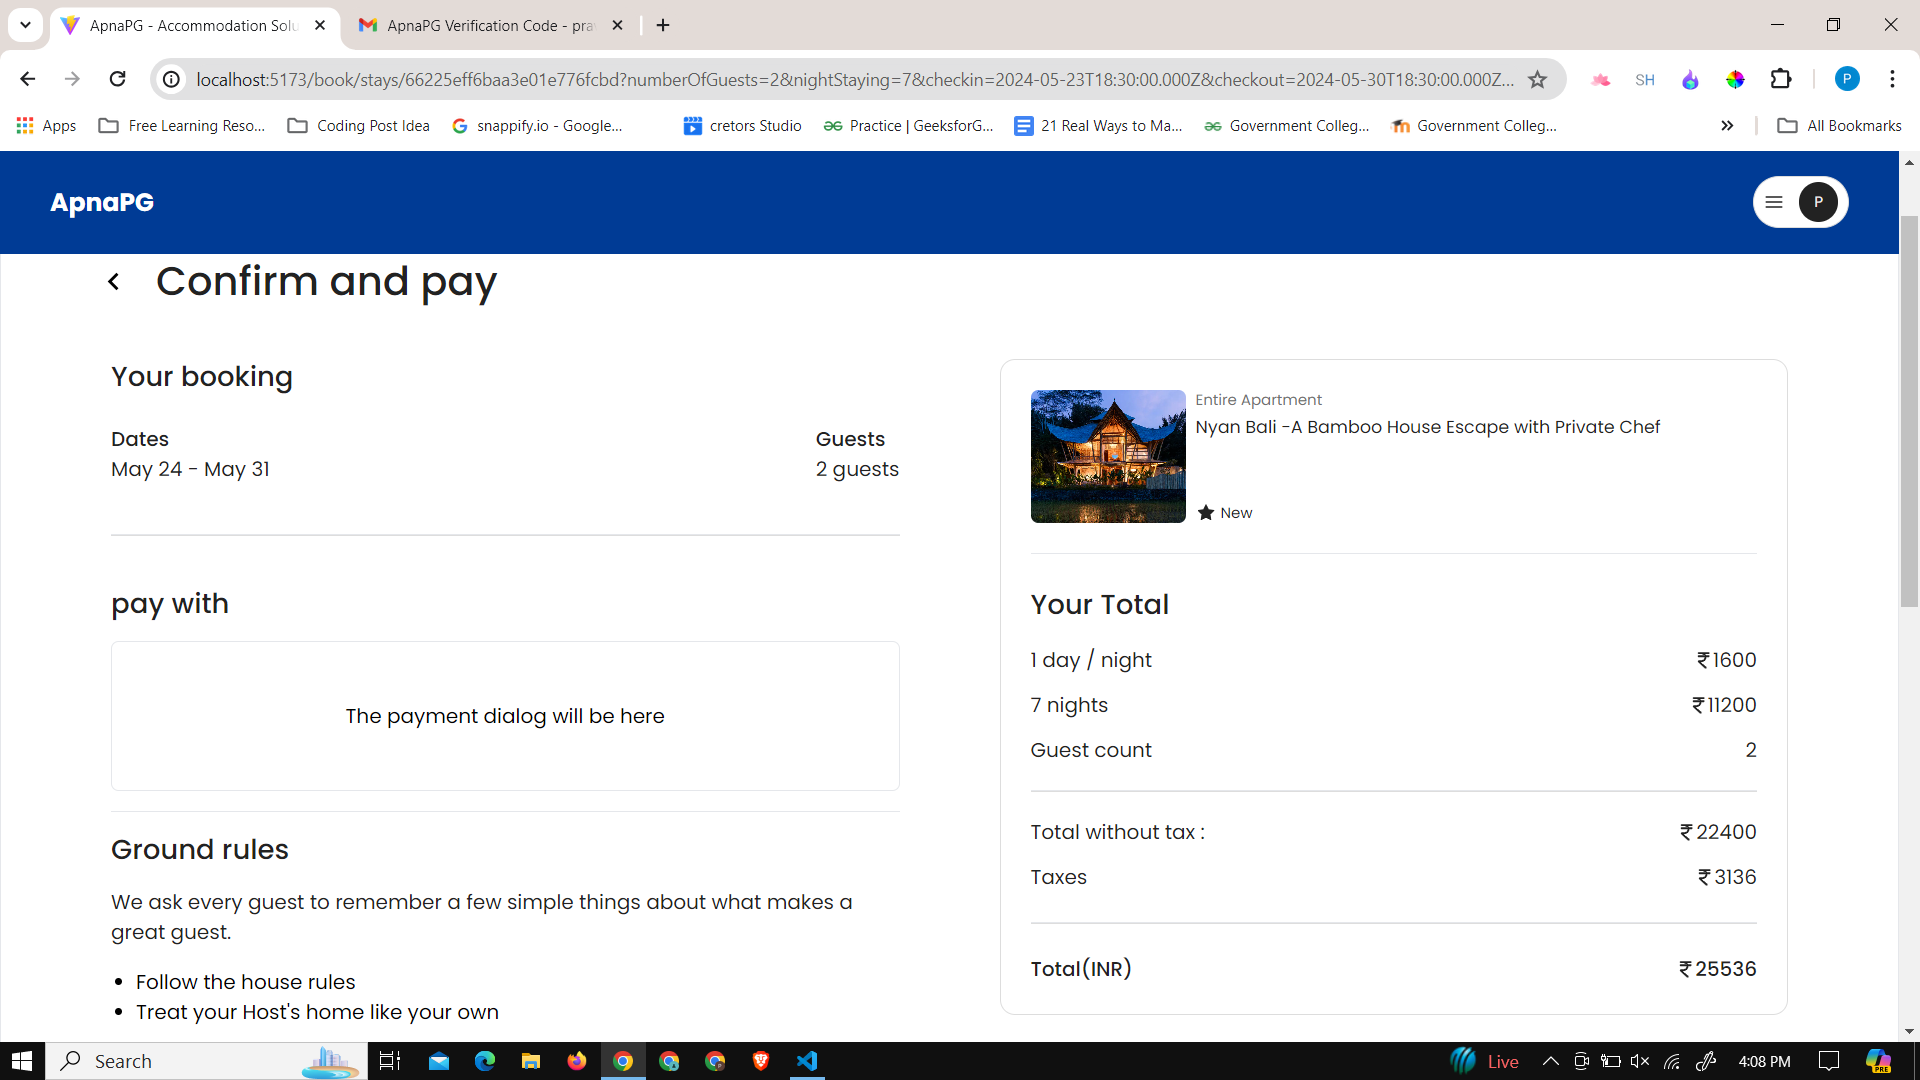 ApnaPG - Accommodation Solu
ApnaPG Verification Code - pra
localhost:5173/book/stays/66225eff6baa3e01e776fcbd?numberOfGuests=2&nightStaying=7&checkin=2024-05-23T18:30:00.000Z&checkout=2024-05-30T18:30:00.000Z...
SH
P
Apps
Free Learning Reso...
Coding Post Idea
snappify.io - Google...
cretors Studio
Practice | GeeksforG...
21 Real Ways to Ma...
Government Colleg...
Government Colleg...
All Bookmarks
ApnaPG
P
Confirm and pay
Your booking
Dates
May 24 - May 31
Guests
2 guests
pay with
The payment dialog will be here
Ground rules
We ask every guest to remember a few simple things about what makes a
great guest.
Follow the house rules
Treat your Host's home like your own
Entire Apartment
Nyan Bali -A Bamboo House Escape with Private Chef
New
Your Total
1 day / night ₹1600
7 nights ₹11200
Guest count 2
Total without tax : ₹22400
Taxes ₹3136
Total(INR) ₹25536
Search
Live
4:08 PM
PRE